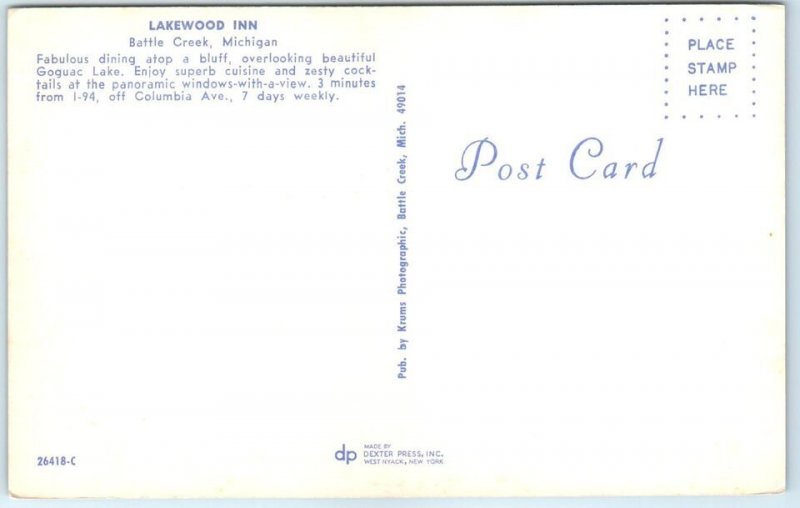 LAKEWOOD INN
Battle Creek, Michigan
Fabulous dining atop a bluff, overlooking beautiful
Goguac Lake. Enjoy superb cuisine and zesty cock-
tails at the panoramic windows-with-a-view. 3 minutes
from I-94, off Columbia Ave., 7 days weekly.
PLACE
STAMP
HERE
Post Card
Pub. by Krums Photographic, Battle Creek, Mich. 49014
26418-C
dp
MADE BY
DEXTER PRESS, INC.
WEST NYACK, NEW YORK